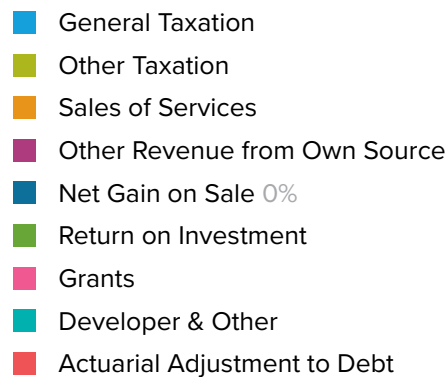 General Taxation
Other Taxation
Sales of Services
Other Revenue from Own Source
Net Gain on Sale 0%
Return on Investment
Grants
Developer & Other
Actuarial Adjustment to Debt